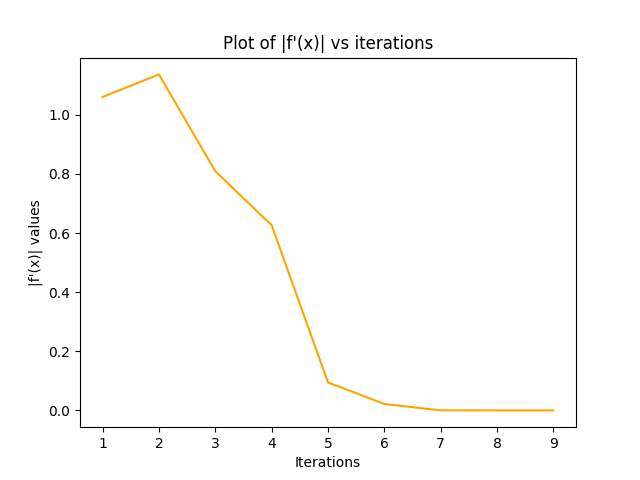 Plot of |f'(x)| vs iterations
|f'(x)| values
1.0
0.8
0.6
0.4
0.2
0.0
1 2 3 4 5 6 7 8 9
Iterations